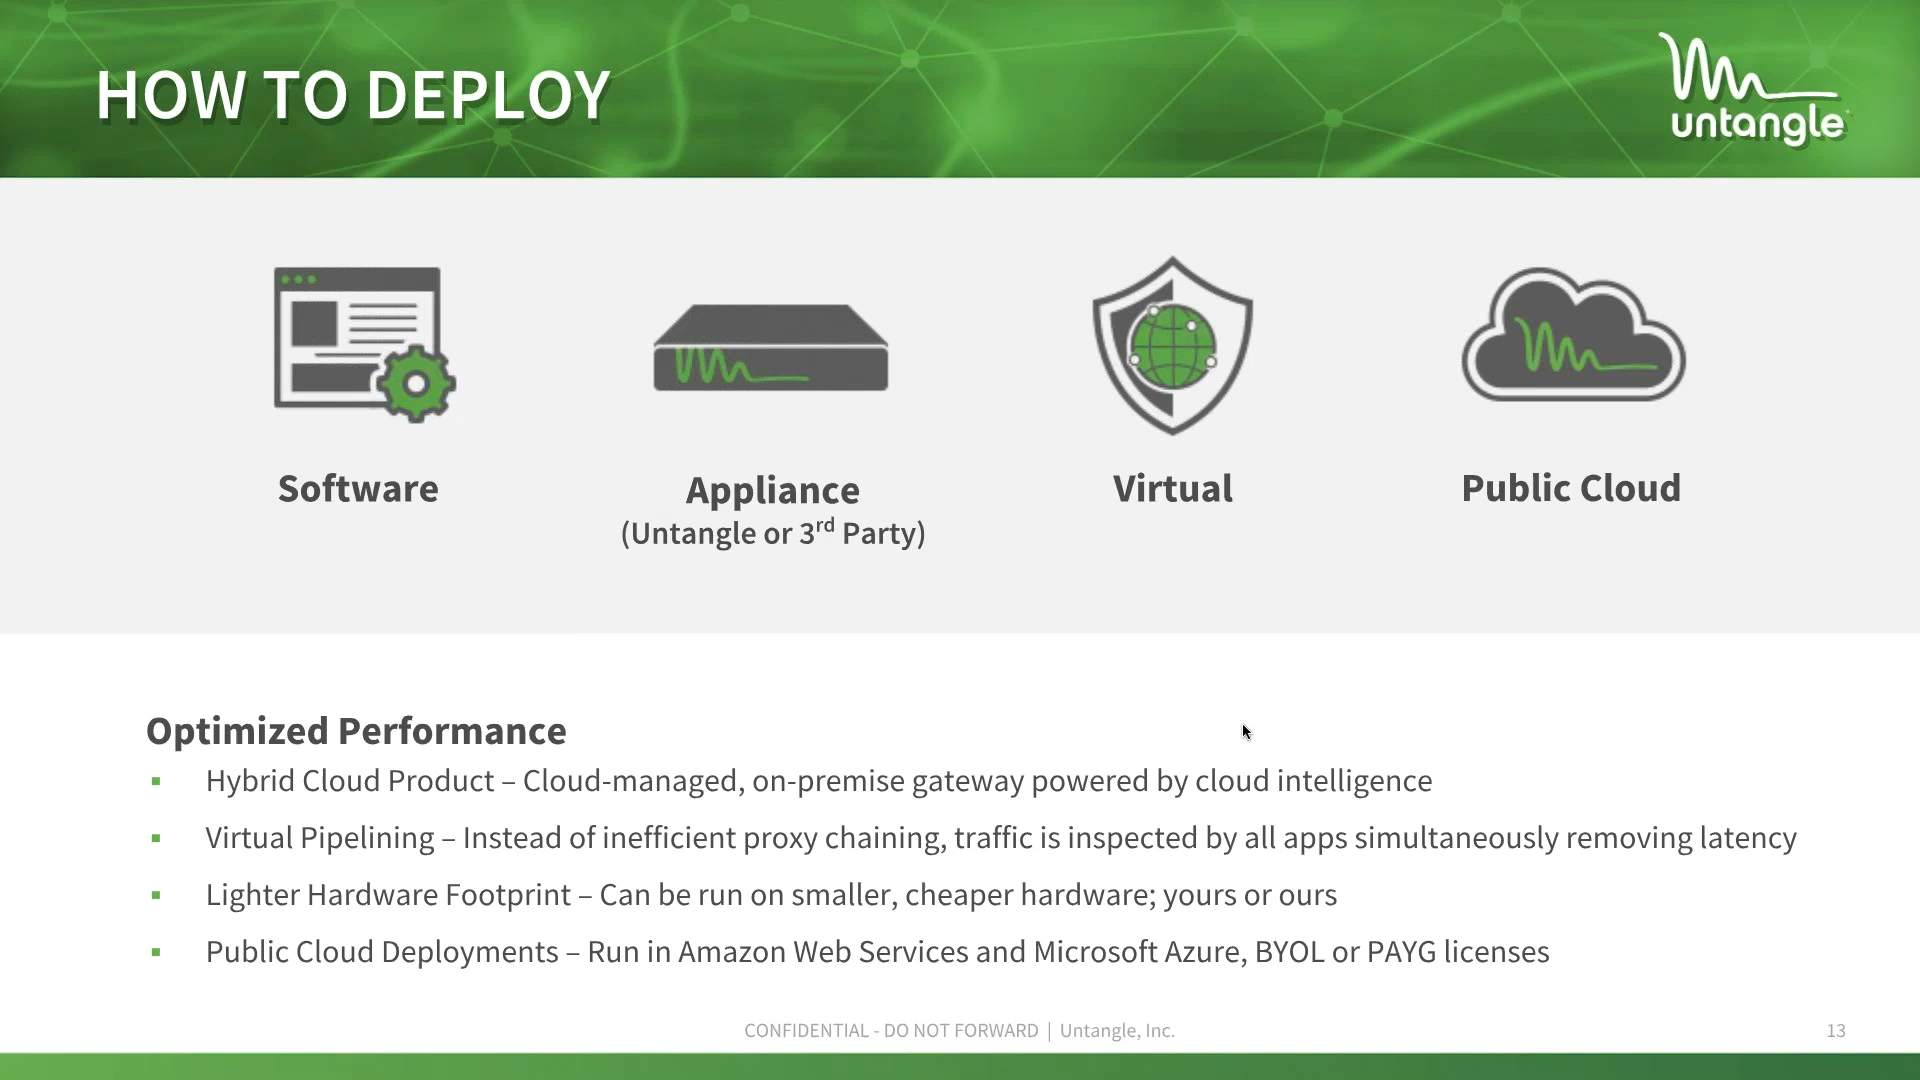 HOW TO DEPLOY
untangle
Software
Appliance
(Untangle or 3rd Party)
Virtual
Public Cloud
Optimized Performance
▪ Hybrid Cloud Product – Cloud-managed, on-premise gateway powered by cloud intelligence
▪ Virtual Pipelining – Instead of inefficient proxy chaining, traffic is inspected by all apps simultaneously removing latency
▪ Lighter Hardware Footprint – Can be run on smaller, cheaper hardware; yours or ours
▪ Public Cloud Deployments – Run in Amazon Web Services and Microsoft Azure, BYOL or PAYG licenses
CONFIDENTIAL - DO NOT FORWARD | Untangle, Inc.
13